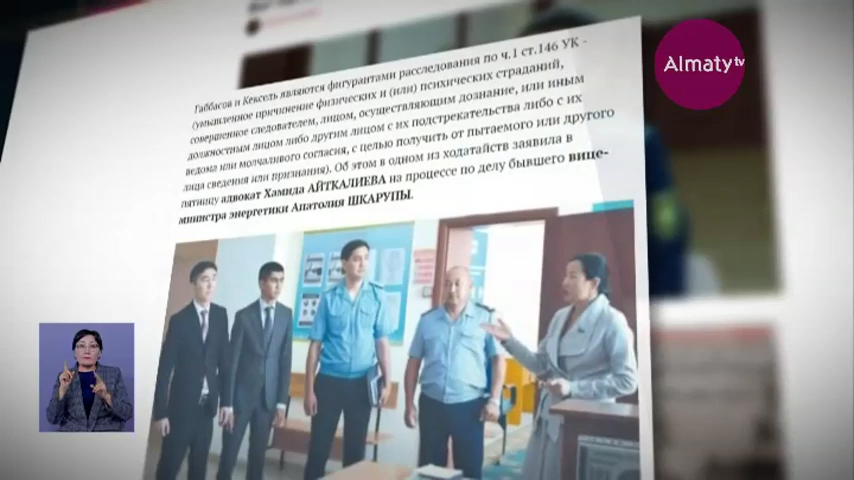 Almaty tv
Габбасов и Кексель являются фигурантами расследования по ч.1 ст.146 УК -
(умышленное причинение физических и (или) психических страданий,
совершенное следователем, лицом, осуществляющим дознание, или иным
должностным лицом либо другим лицом с их подстрекательства либо с их
ведома или молчаливого согласия, с целью получить от пытаемого или другого
лица сведения или признания). Об этом в одном из ходатайств заявила в
пятницу адвокат Хамида АЙТКАЛИЕВА на процессе по делу бывшего вице-
министра энергетики Анатолия ШКАРУПЫ.